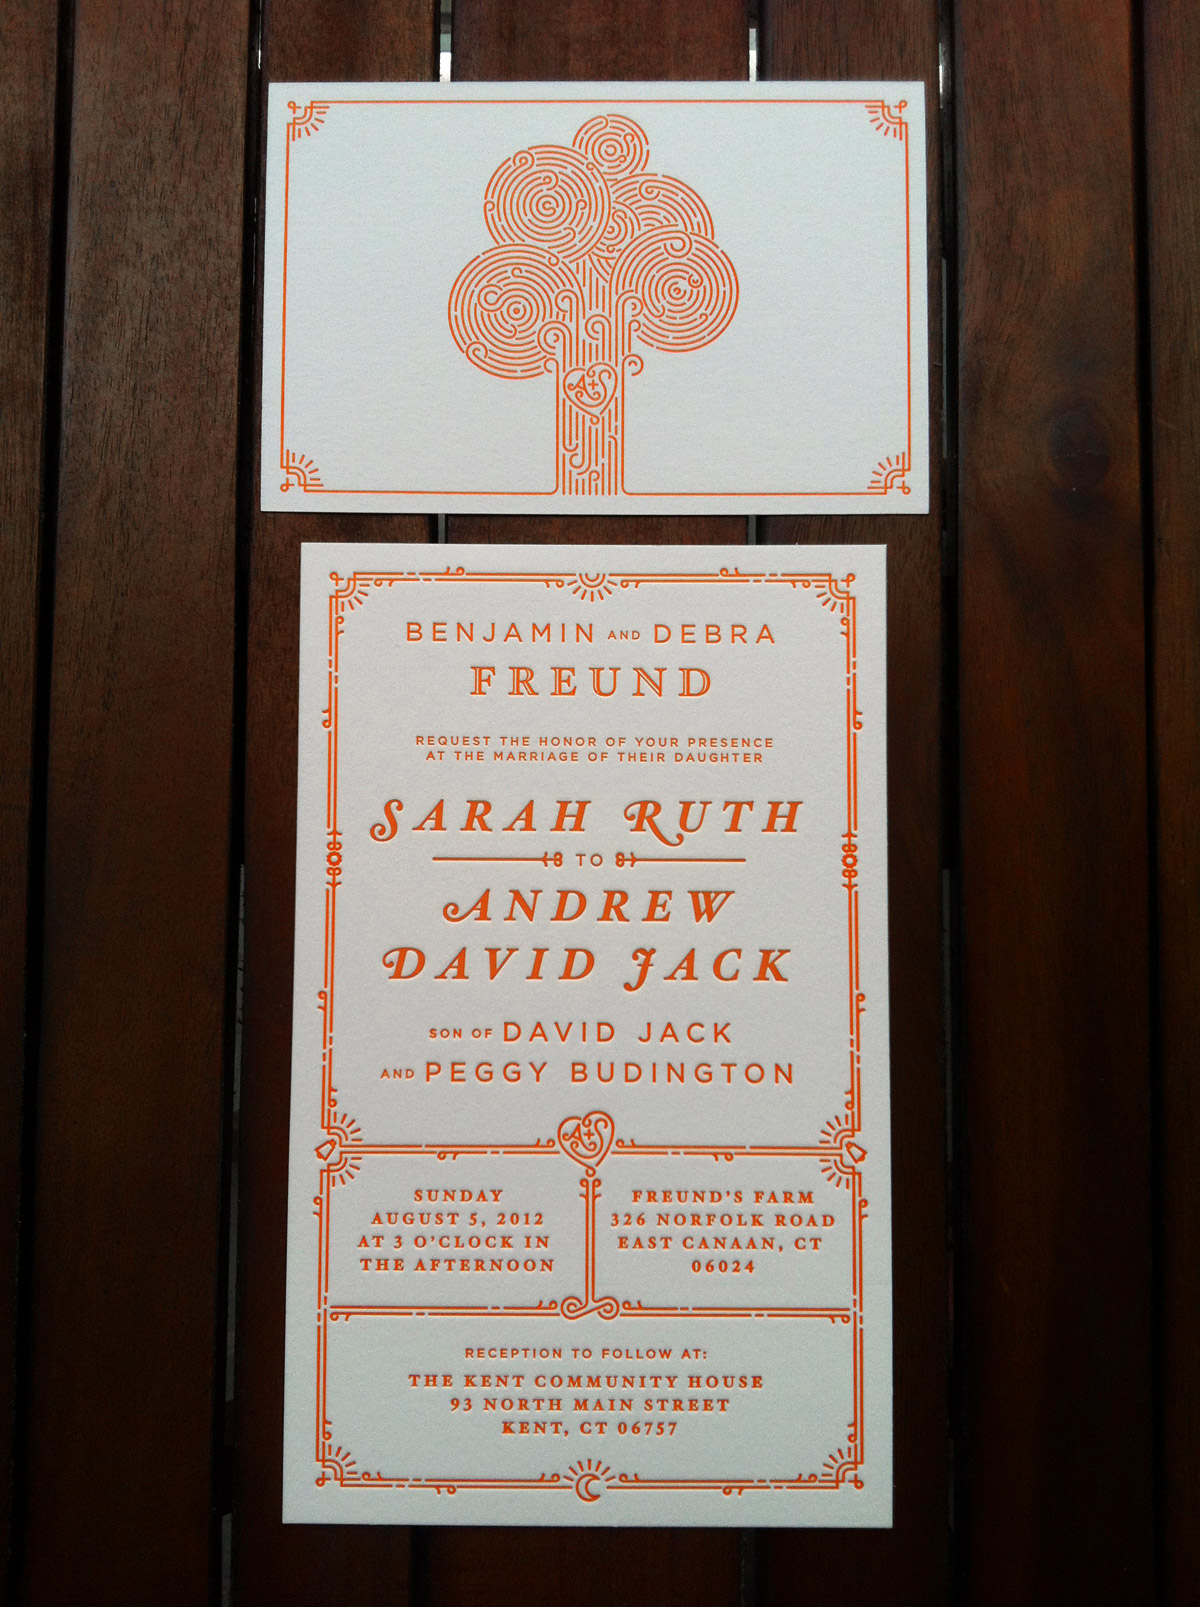 A+S
BENJAMIN AND DEBRA
FREUND
REQUEST THE HONOR OF YOUR PRESENCE
AT THE MARRIAGE OF THEIR DAUGHTER
SARAH RUTH
TO
ANDREW
DAVID JACK
SON OF DAVID JACK
AND PEGGY BUDINGTON
A+S
SUNDAY
AUGUST 5, 2012
AT 3 O'CLOCK IN
THE AFTERNOON
FREUND'S FARM
326 NORFOLK ROAD
EAST CANAAN, CT
06024
RECEPTION TO FOLLOW AT:
THE KENT COMMUNITY HOUSE
93 NORTH MAIN STREET
KENT, CT 06757